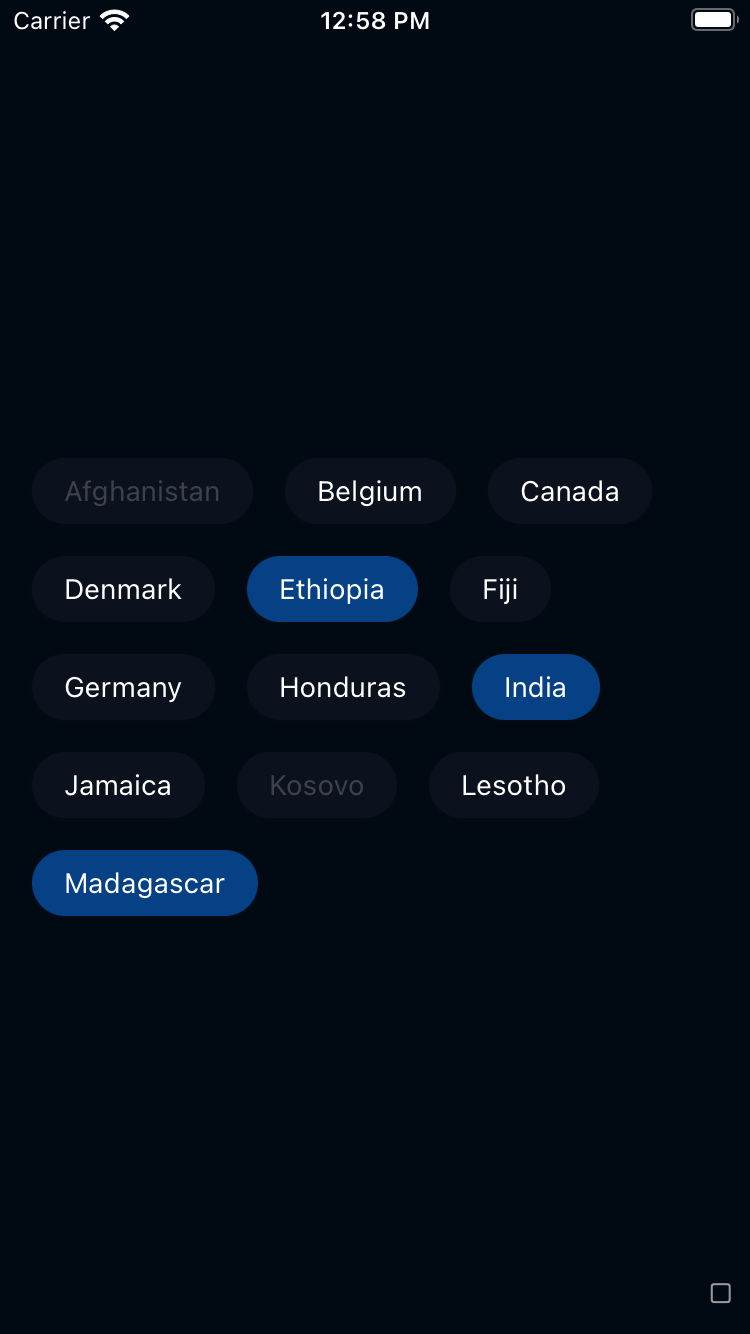 Carrier 12:58 PM
Afghanistan Belgium Canada
Denmark Ethiopia Fiji
Germany Honduras India
Jamaica Kosovo Lesotho
Madagascar